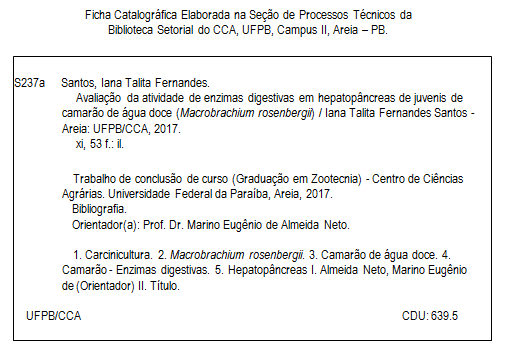 Ficha Catalográfica Elaborada na Seção de Processos Técnicos da
Biblioteca Setorial do CCA, UFPB, Campus II, Areia – PB.
S237a Santos, Iana Talita Fernandes.
Avaliação da atividade de enzimas digestivas em hepatopâncreas de juvenis de
camarão de água doce (Macrobrachium rosenbergii) / Iana Talita Fernandes Santos -
Areia: UFPB/CCA, 2017.
xi, 53 f.: il.
Trabalho de conclusão de curso (Graduação em Zootecnia) - Centro de Ciências
Agrárias. Universidade Federal da Paraíba, Areia, 2017.
Bibliografia.
Orientador(a): Prof. Dr. Marino Eugênio de Almeida Neto.
1. Carcinicultura. 2. Macrobrachium rosenbergii. 3. Camarão de água doce. 4.
Camarão - Enzimas digestivas. 5. Hepatopâncreas I. Almeida Neto, Marino Eugênio
de (Orientador) II. Título.
UFPB/CCA CDU: 639.5